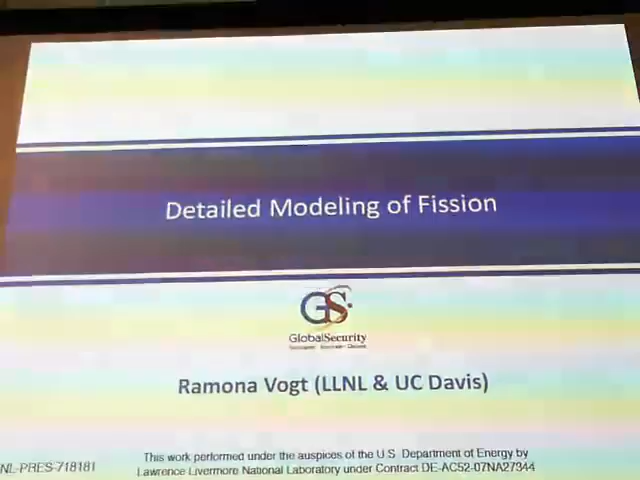 Detailed Modeling of Fission
GS
GlobalSecurity
Ramona Vogt (LLNL & UC Davis)
This work performed under the auspices of the U.S. Department of Energy by
NL-PRES-718181
Lawrence Livermore National Laboratory under Contract DE-AC52-07NA27344